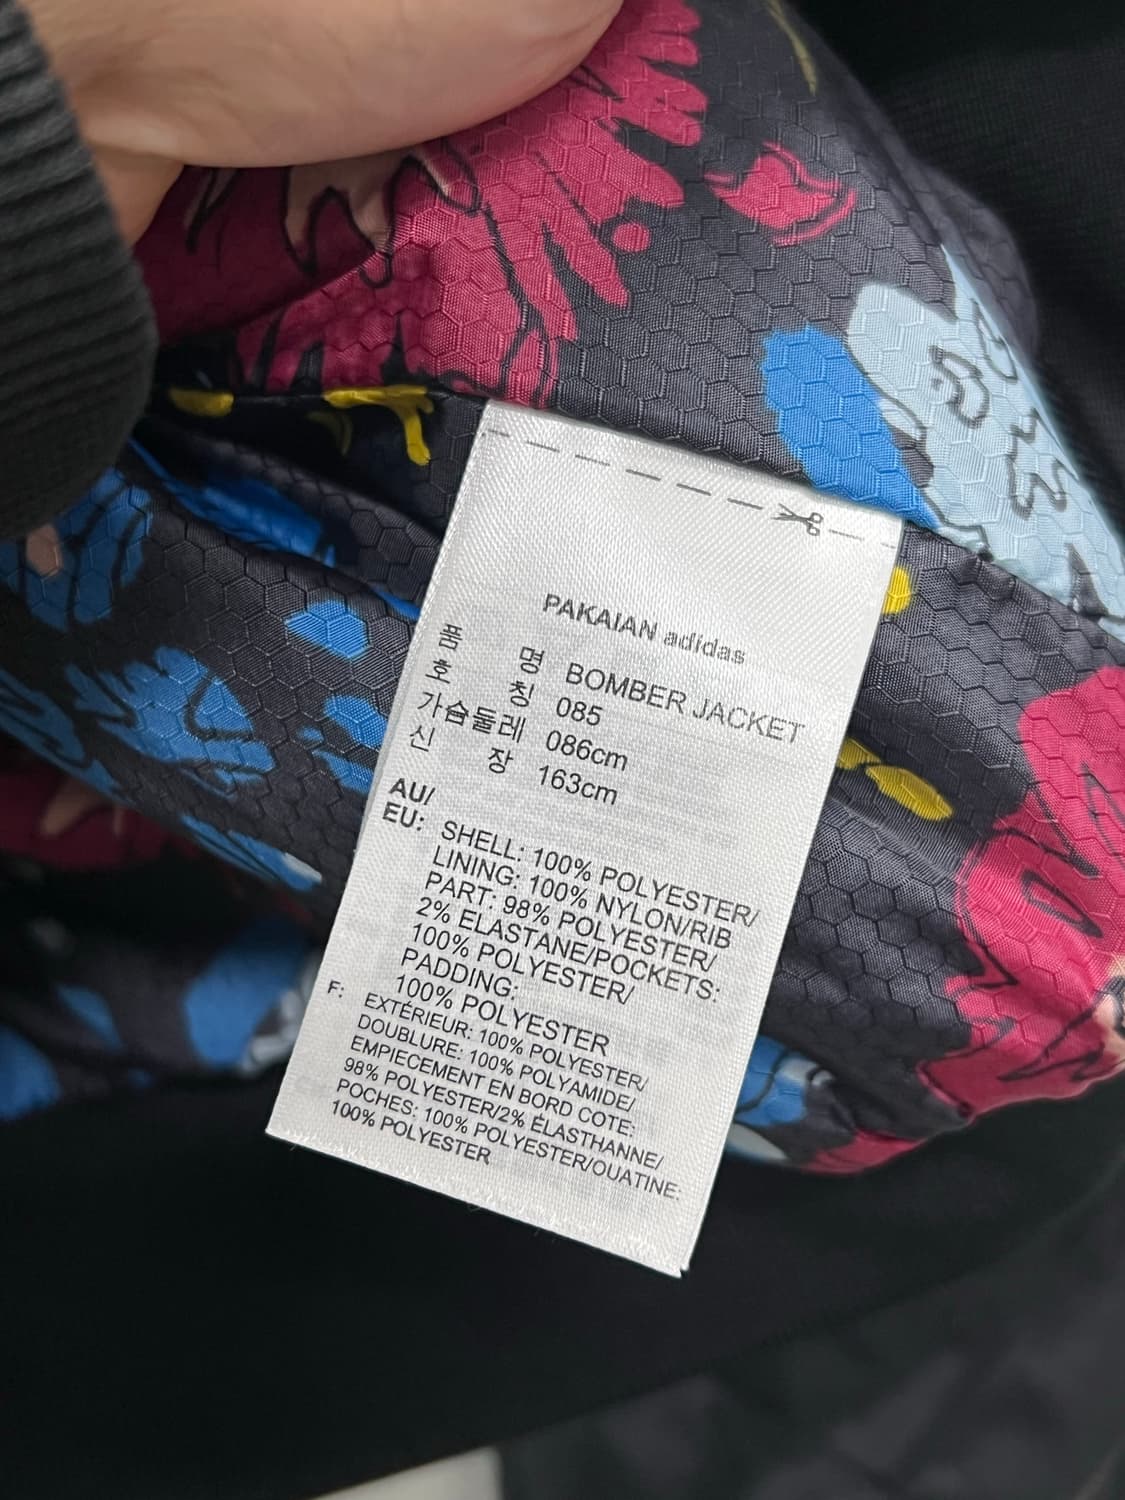 PAKAIAN adidas
품 명 BOMBER JACKET
호 칭 085
가슴둘레 086cm
신 장 163cm
AU/
EU: SHELL: 100% POLYESTER/
LINING: 100% NYLON/RIB
PART: 98% POLYESTER/
2% ELASTANE/POCKETS:
100% POLYESTER/
PADDING:
100% POLYESTER
F: EXTÉRIEUR: 100% POLYESTER/
DOUBLURE: 100% POLYAMIDE/
EMPIECEMENT EN BORD COTE:
98% POLYESTER/2% ÉLASTHANNE/
POCHES: 100% POLYESTER/OUATINE:
100% POLYESTER